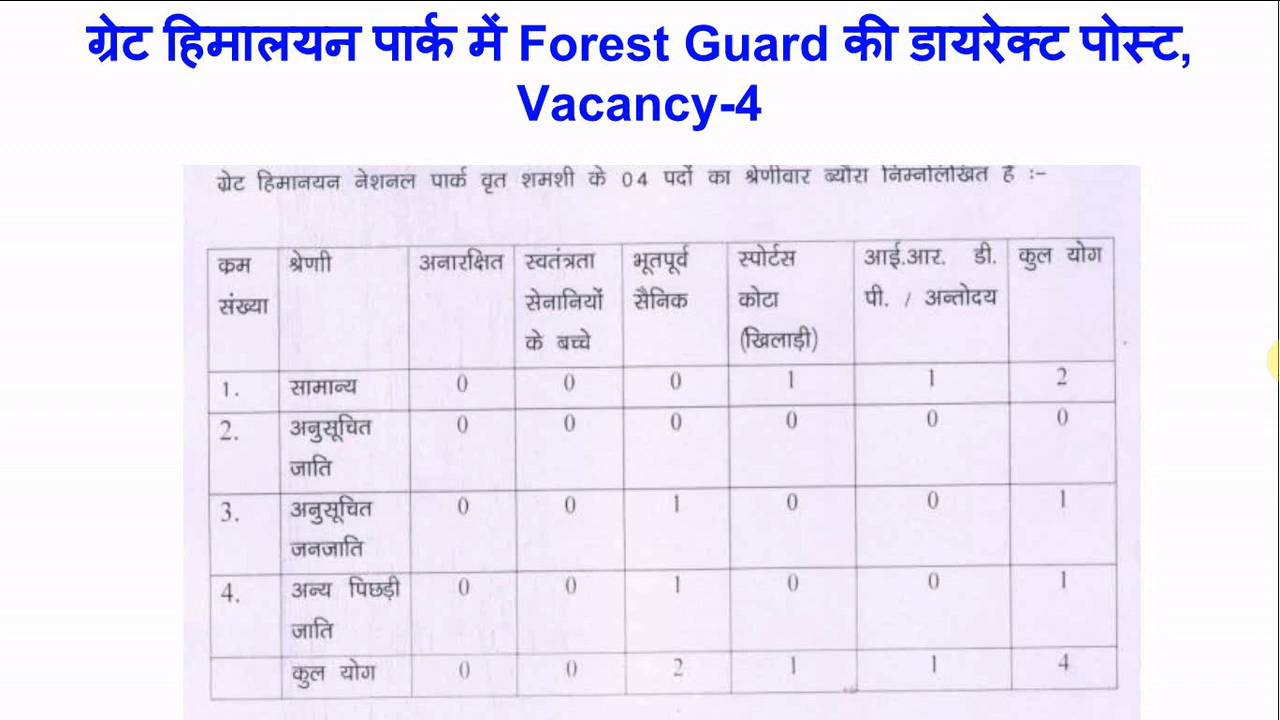 ग्रेट हिमालयन पार्क में Forest Guard की डायरेक्ट पोस्ट,
Vacancy-4
ग्रेट हिमानयन नेशनल पार्क वृत शमशी के 04 पदों का श्रेणीवार ब्यौरा निम्नलिखित है :-
क्रम संख्या श्रेणी अनारक्षित स्वतंत्रता सेनानियों के बच्चे भूतपूर्व सैनिक स्पोर्टस कोटा (खिलाड़ी) आई.आर. डी. पी. / अन्तोदय कुल योग
1. सामान्य 0 0 0 1 1 2
2. अनुसूचित जाति 0 0 0 0 0 0
3. अनुसूचित जनजाति 0 0 1 0 0 1
4. अन्य पिछड़ी जाति 0 0 1 0 0 1
कुल योग 0 0 2 1 1 4